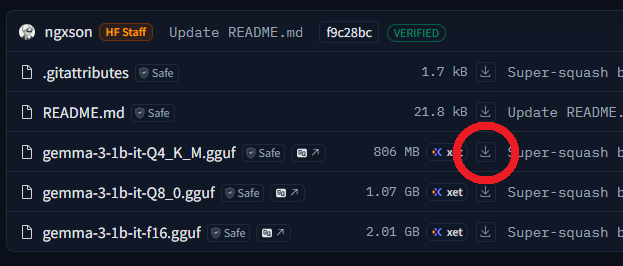 ngxson HF Staff Update README.md f9c28bc VERIFIED
.gitattributes Safe 1.7 kB Super-squash b
README.md Safe 21.8 kB Update README.
gemma-3-1b-it-Q4_K_M.gguf Safe 806 MB xet Super-squash b
gemma-3-1b-it-Q8_0.gguf Safe 1.07 GB xet Super-squash b
gemma-3-1b-it-f16.gguf Safe 2.01 GB xet Super-squash b